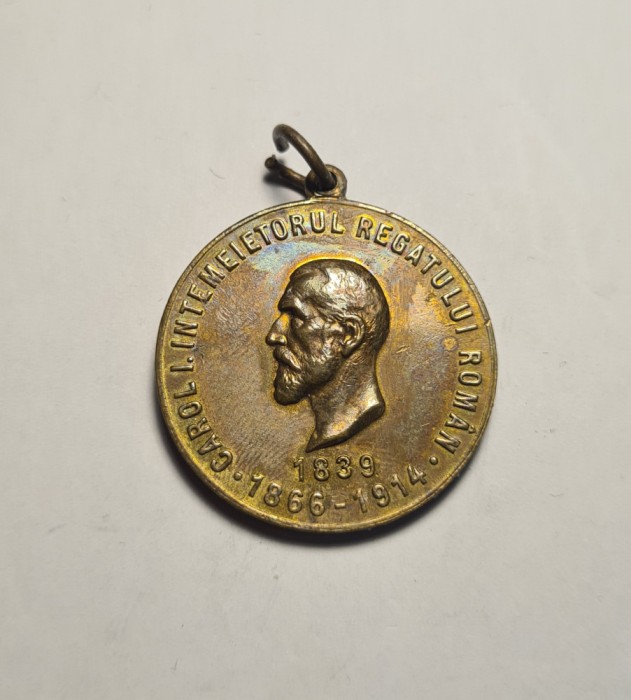 CAROL I. INTEMEIETORUL REGATULUI ROMÂN
1839
· 1866-1914 ·